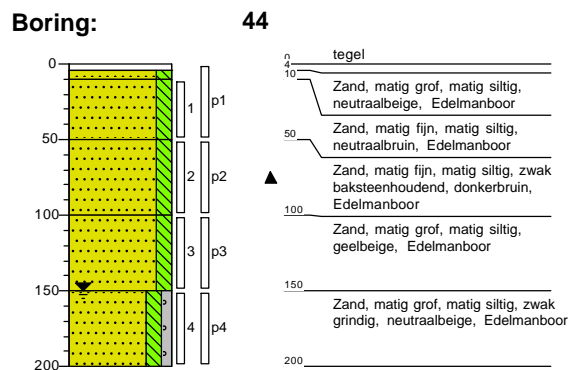 Boring: 44
0
50
100
150
200
1
2
3
4
p1
p2
p3
p4
0
tegel
4
10
Zand, matig grof, matig siltig,
neutraalbeige, Edelmanboor
Zand, matig fijn, matig siltig,
neutraalbruin, Edelmanboor
50
Zand, matig fijn, matig siltig, zwak
baksteenhoudend, donkerbruin,
Edelmanboor
100
Zand, matig grof, matig siltig,
geelbeige, Edelmanboor
150
Zand, matig grof, matig siltig, zwak
grindig, neutraalbeige, Edelmanboor
200